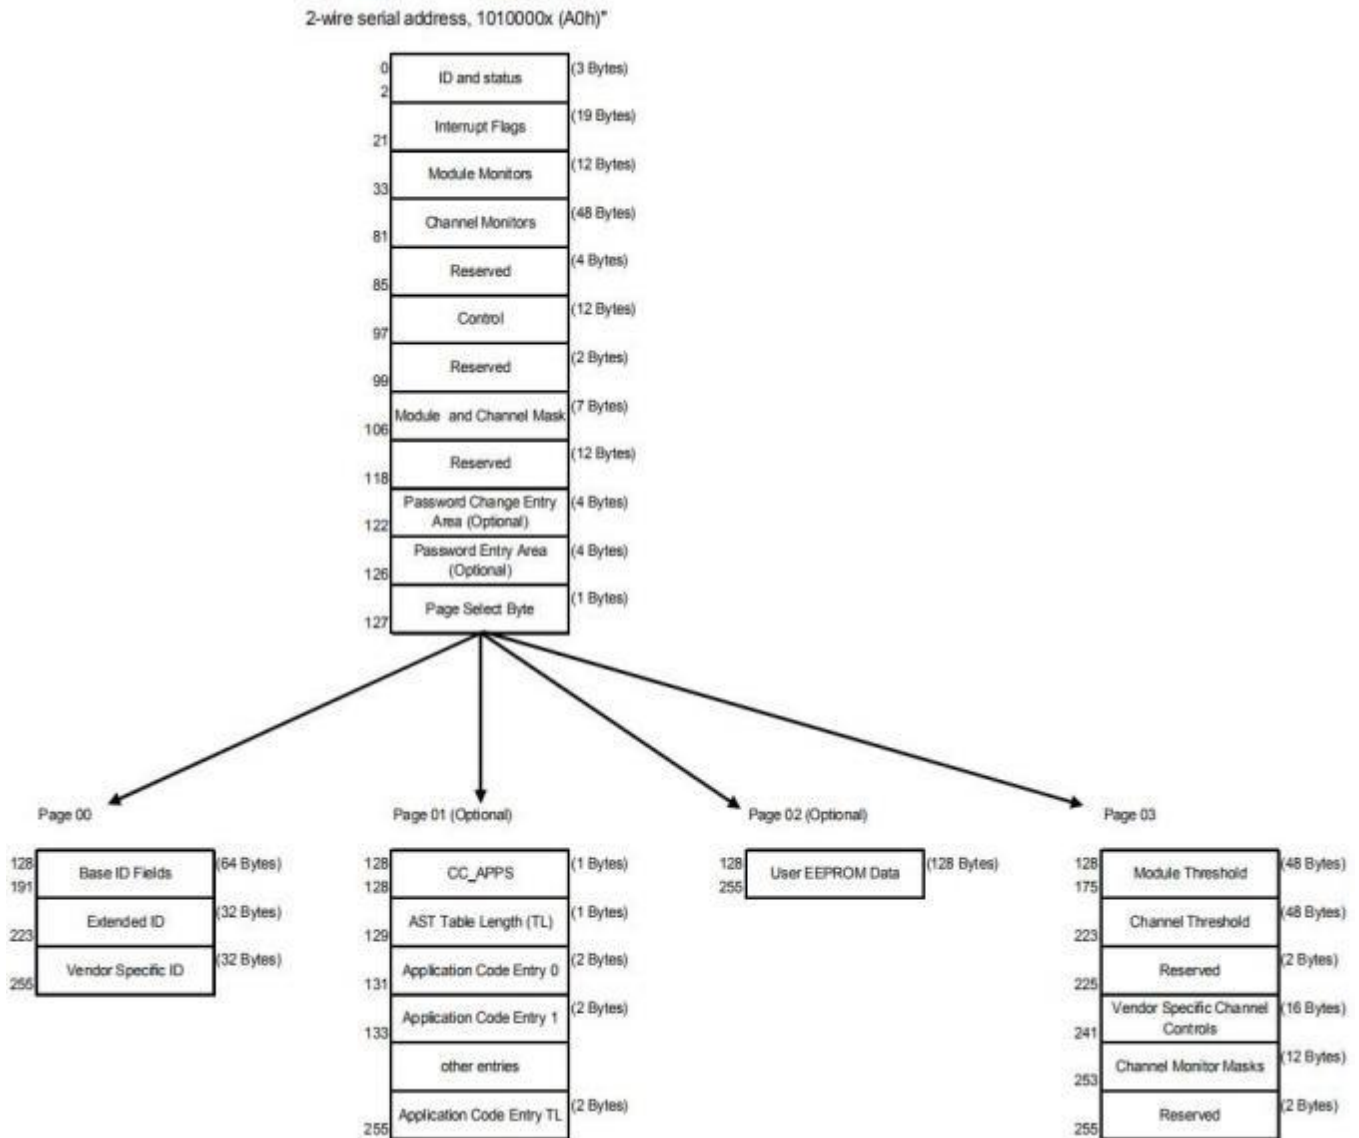 2-wire serial address, 1010000x (A0h)"
0
ID and status
(3 Bytes)
2
Interrupt Flags
(19 Bytes)
21
Module Monitors
(12 Bytes)
33
Channel Monitors
(48 Bytes)
81
Reserved
(4 Bytes)
85
Control
(12 Bytes)
97
Reserved
(2 Bytes)
99
Module and Channel Mask
(7 Bytes)
106
Reserved
(12 Bytes)
118
Password Change Entry
Area (Optional)
(4 Bytes)
122
Password Entry Area
(Optional)
(4 Bytes)
126
Page Select Byte
(1 Bytes)
127
Page 00
128
Base ID Fields
(64 Bytes)
191
Extended ID
(32 Bytes)
223
Vendor Specific ID
(32 Bytes)
255
Page 01 (Optional)
128
CC_APPS
(1 Bytes)
128
AST Table Length (TL)
(1 Bytes)
129
Application Code Entry 0
(2 Bytes)
131
Application Code Entry 1
(2 Bytes)
133
other entries
Application Code Entry TL
(2 Bytes)
255
Page 02 (Optional)
128
User EEPROM Data
(128 Bytes)
255
Page 03
128
Module Threshold
(48 Bytes)
175
Channel Threshold
(48 Bytes)
223
Reserved
(2 Bytes)
225
Vendor Specific Channel
Controls
(16 Bytes)
241
Channel Monitor Masks
(12 Bytes)
253
Reserved
(2 Bytes)
255